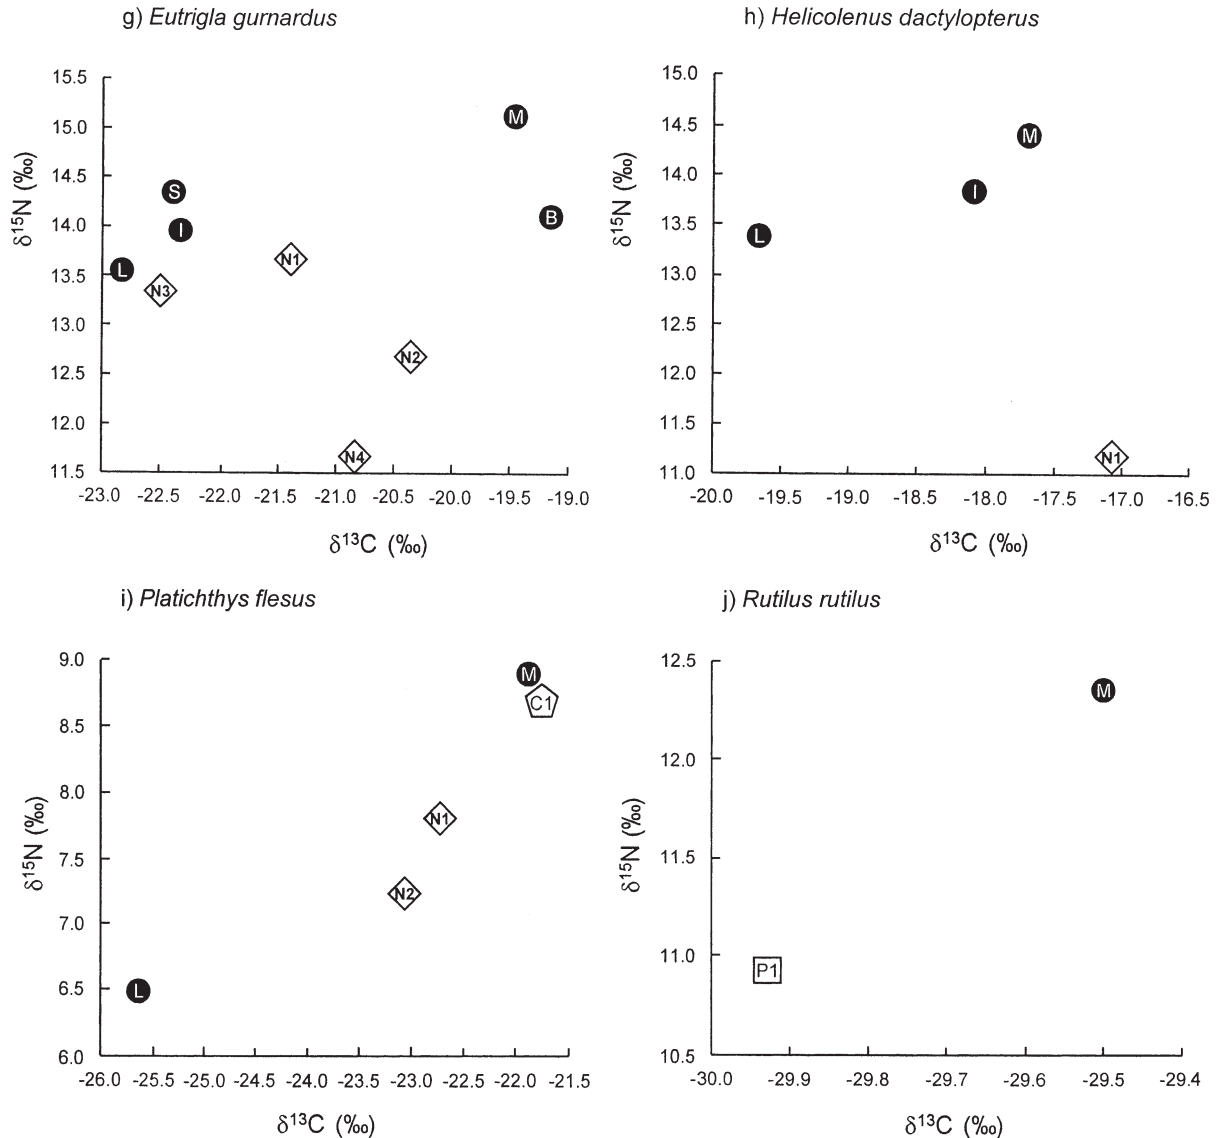 g) Eutrigla gurnardus
15.5
15.0
14.5
14.0
13.5
13.0
12.5
12.0
11.5
δ15N (‰)
M
S
B
I
N1
L
N3
N2
N4
-23.0 -22.5 -22.0 -21.5 -21.0 -20.5 -20.0 -19.5 -19.0
δ13C (‰)
h) Helicolenus dactylopterus
15.0
14.5
14.0
13.5
13.0
12.5
12.0
11.5
11.0
δ15N (‰)
M
I
L
N1
-20.0 -19.5 -19.0 -18.5 -18.0 -17.5 -17.0 -16.5
δ13C (‰)
i) Platichthys flesus
9.0
8.5
8.0
7.5
7.0
6.5
6.0
δ15N (‰)
M
C1
N1
N2
L
-26.0 -25.5 -25.0 -24.5 -24.0 -23.5 -23.0 -22.5 -22.0 -21.5
δ13C (‰)
j) Rutilus rutilus
12.5
12.0
11.5
11.0
10.5
δ15N (‰)
M
P1
-30.0 -29.9 -29.8 -29.7 -29.6 -29.5 -29.4
δ13C (‰)